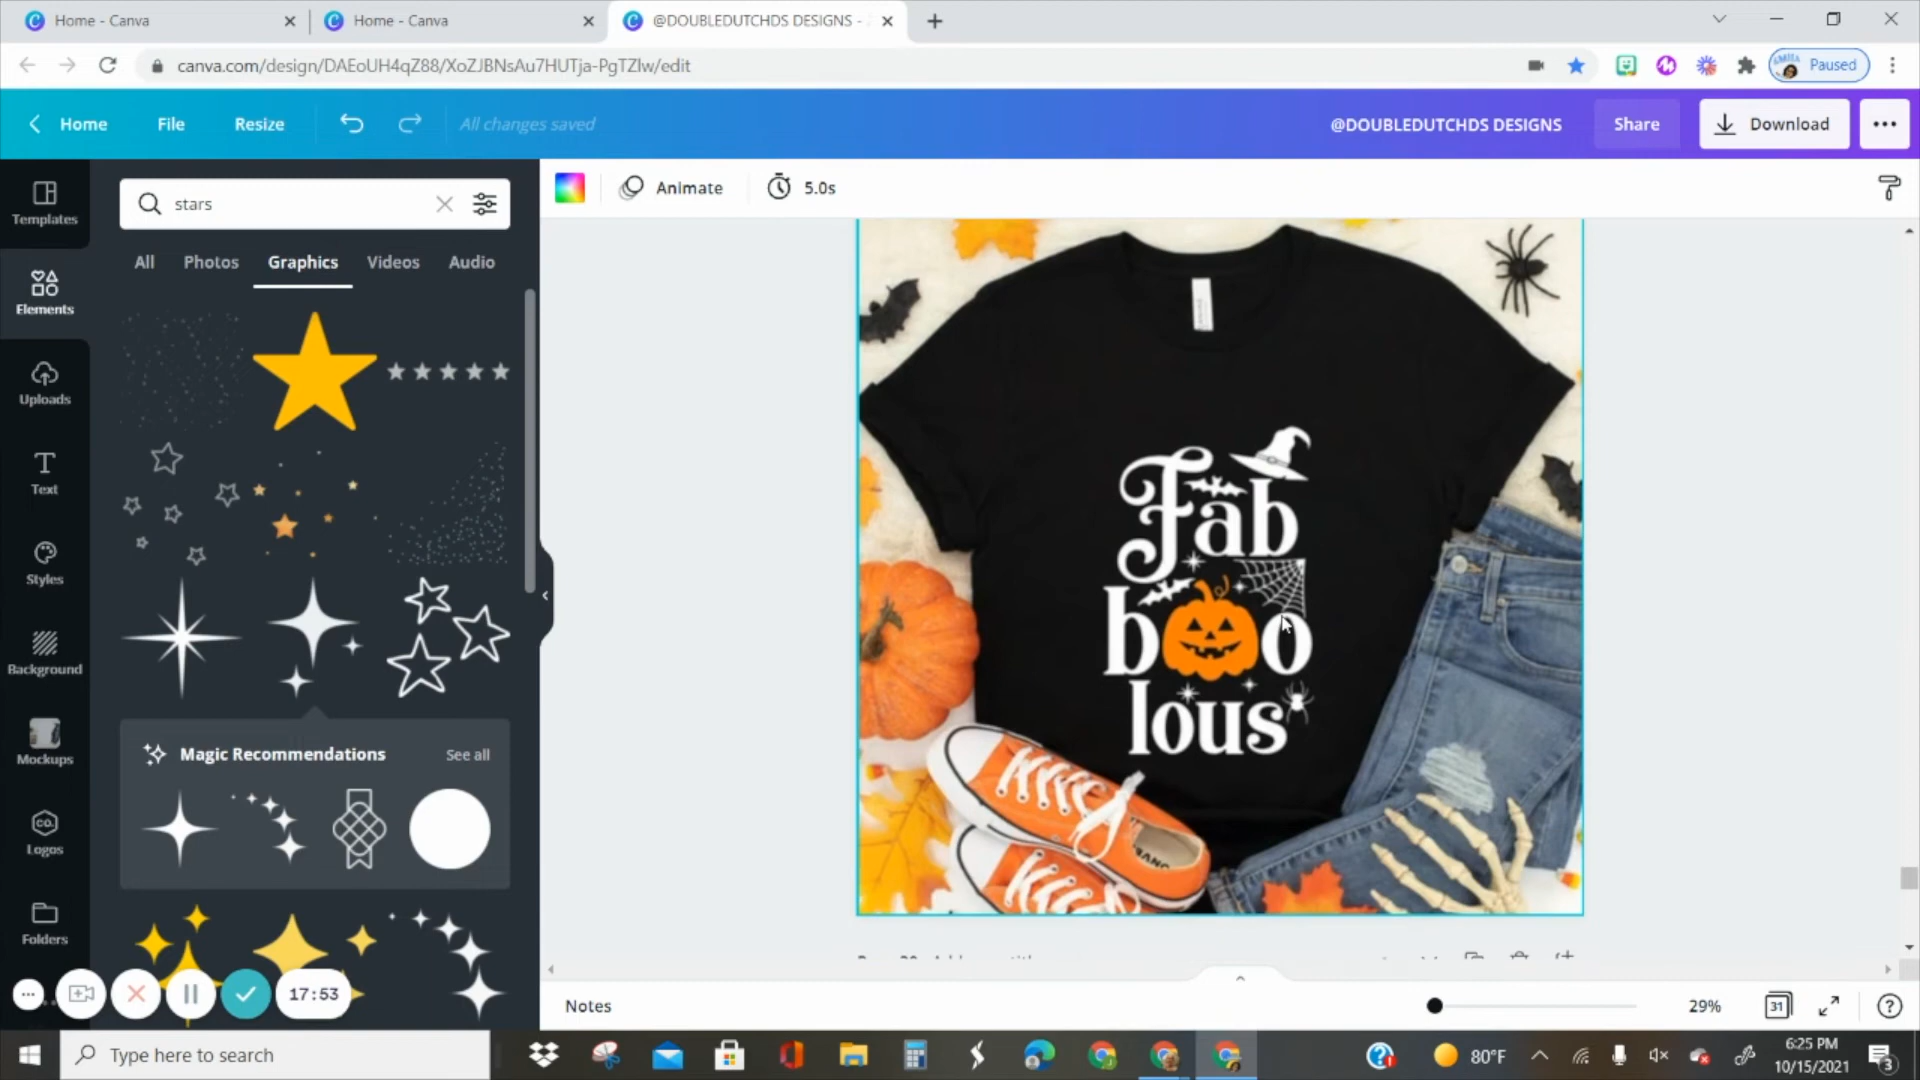 Home - Canva
Home - Canva
@DOUBLEDUTCHDS DESIGNS -
canva.com/design/DAEoUH4qZ88/XoZJBNsAu7HUTja-PgTZlw/edit
Paused
Home
File
Resize
All changes saved
@DOUBLEDUTCHDS DESIGNS
Share
Download
Templates
Elements
Uploads
Text
Styles
Background
Mockups
CO.
Logos
Folders
stars
All
Photos
Graphics
Videos
Audio
Magic Recommendations
See all
Animate
5.0s
Fab
boo
lous
Notes
29%
31
17:53
Type here to search
80°F
6:25 PM
10/15/2021
3